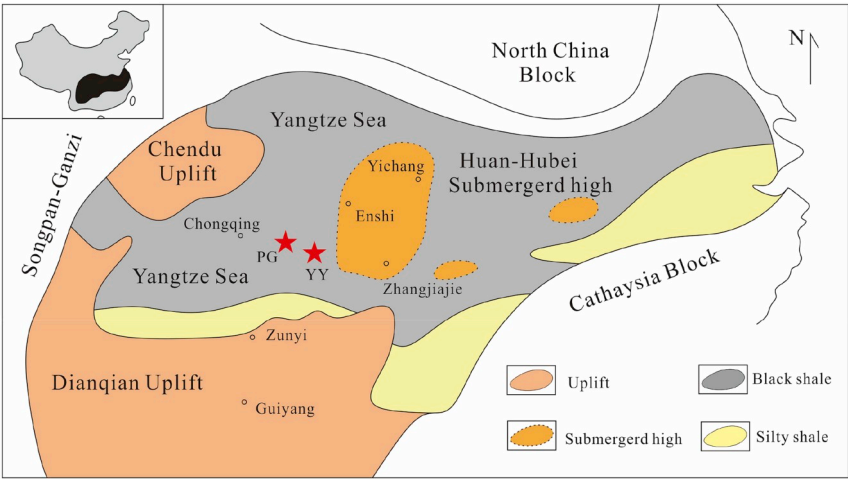 North China
Block
N
Yangtze Sea
Chendu
Uplift
Songpan-Ganzi
Yichang
Huan-Hubei
Submergerd high
Enshi
Chongqing
PG
YY
Yangtze Sea
Zhangjiajie
Cathaysia Block
Zunyi
Dianqian Uplift
Guiyang
Uplift
Black shale
Submergerd high
Silty shale